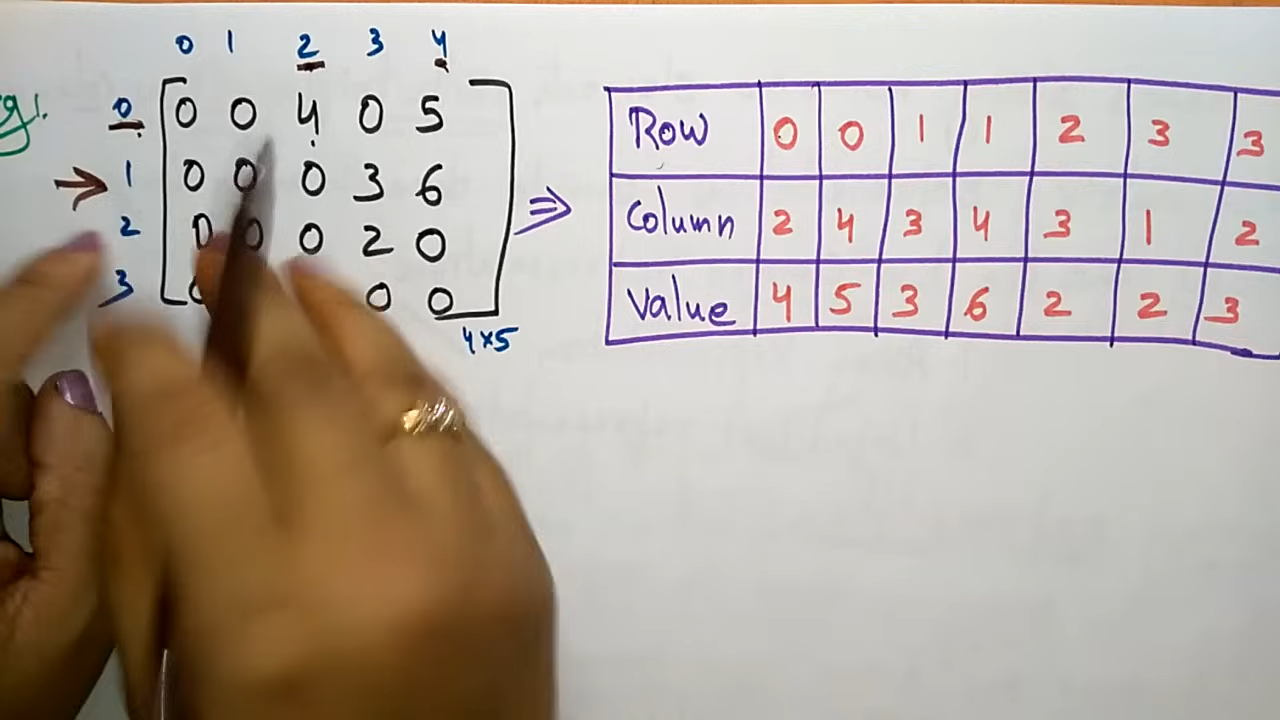 0 1 2 3 4
eg1.
0 0 0 4 0 5
1 0 0 0 3 6
2 0 0 0 2 0
3 0 0 0
4×5
Row 0 0 1 1 2 3 3
Column 2 4 3 4 3 1 2
Value 4 5 3 6 2 2 3